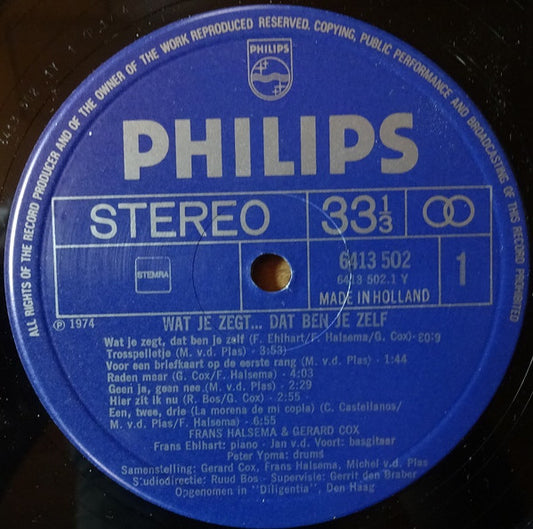 ALL RIGHTS OF THE RECORD PRODUCER AND OF THE OWNER OF THE WORK REPRODUCED RESERVED. COPYING, PUBLIC PERFORMANCE AND BROADCASTING OF THIS RECORD PROHIBITED
PHILIPS
PHILIPS
STEREO 33 1/3
6413 502
6413 502.1 Y
1
STEMRA
MADE IN HOLLAND
℗ 1974
WAT JE ZEGT... DAT BEN JE ZELF
Wat je zegt, dat ben je zelf (F. Ehlhart/F. Halsema/G. Cox)-
Trosspelletje (M. v.d. Plas) - 3:53
Voor een briefkaart op de eerste rang (M. v.d. Plas) - 1:44
Raden maar (G. Cox/F. Halsema) - 4:03
Geen ja, geen nee (M. v.d. Plas) - 2:29
Hier zit ik nu (R. Bos/G. Cox) - 2:55
Een, twee, drie (La morena de mi copla) (C. Castellanos/
M. v.d. Plas/F. Halsema) - 6:55
FRANS HALSEMA & GERARD COX
Frans Ehlhart: piano - Jan v.d. Voort: basgitaar
Peter Ypma: drums
Samenstelling: Gerard Cox, Frans Halsema, Michel v.d. Plas
Studiodirectie: Ruud Bos - Supervisie: Gerrit den Braber
Opgenomen in "Diligentia", Den Haag